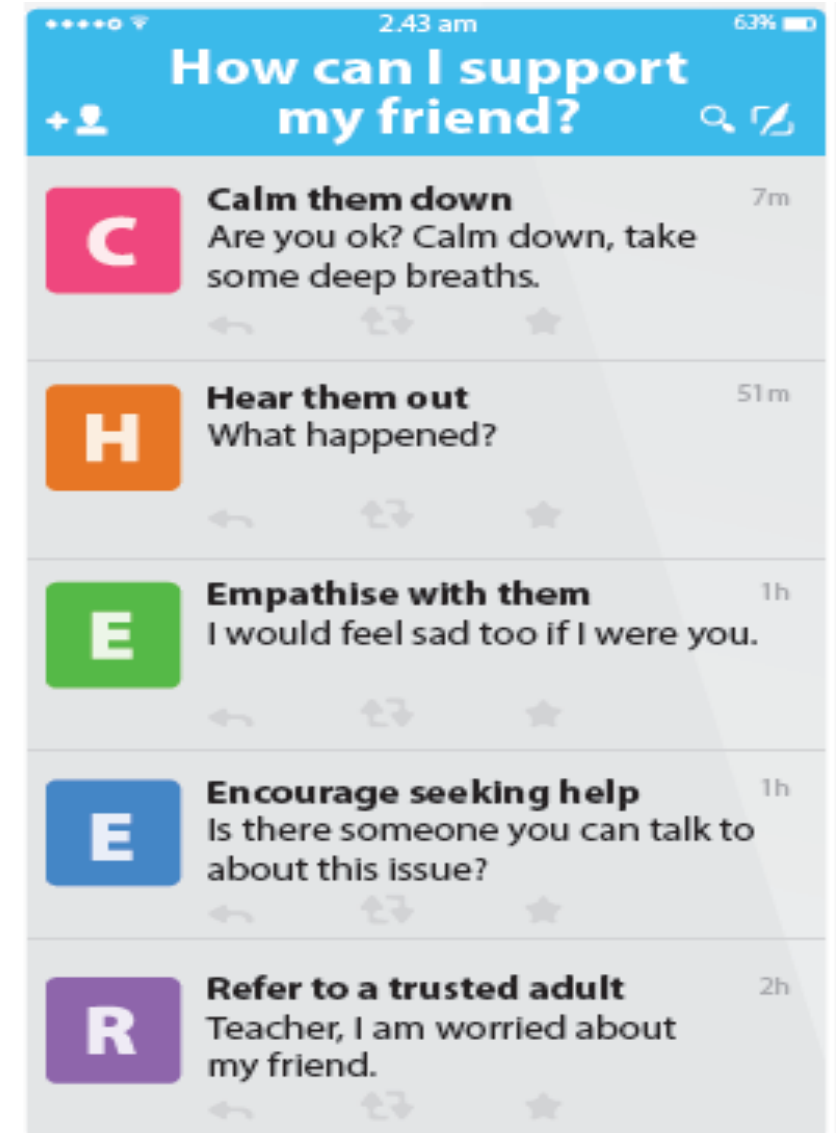 2.43 am
63%
How can I support
my friend?
C
Calm them down
7m
Are you ok? Calm down, take
some deep breaths.
H
Hear them out
51m
What happened?
E
Empathise with them
1h
I would feel sad too if I were you.
E
Encourage seeking help
1h
Is there someone you can talk to
about this issue?
R
Refer to a trusted adult
2h
Teacher, I am worried about
my friend.